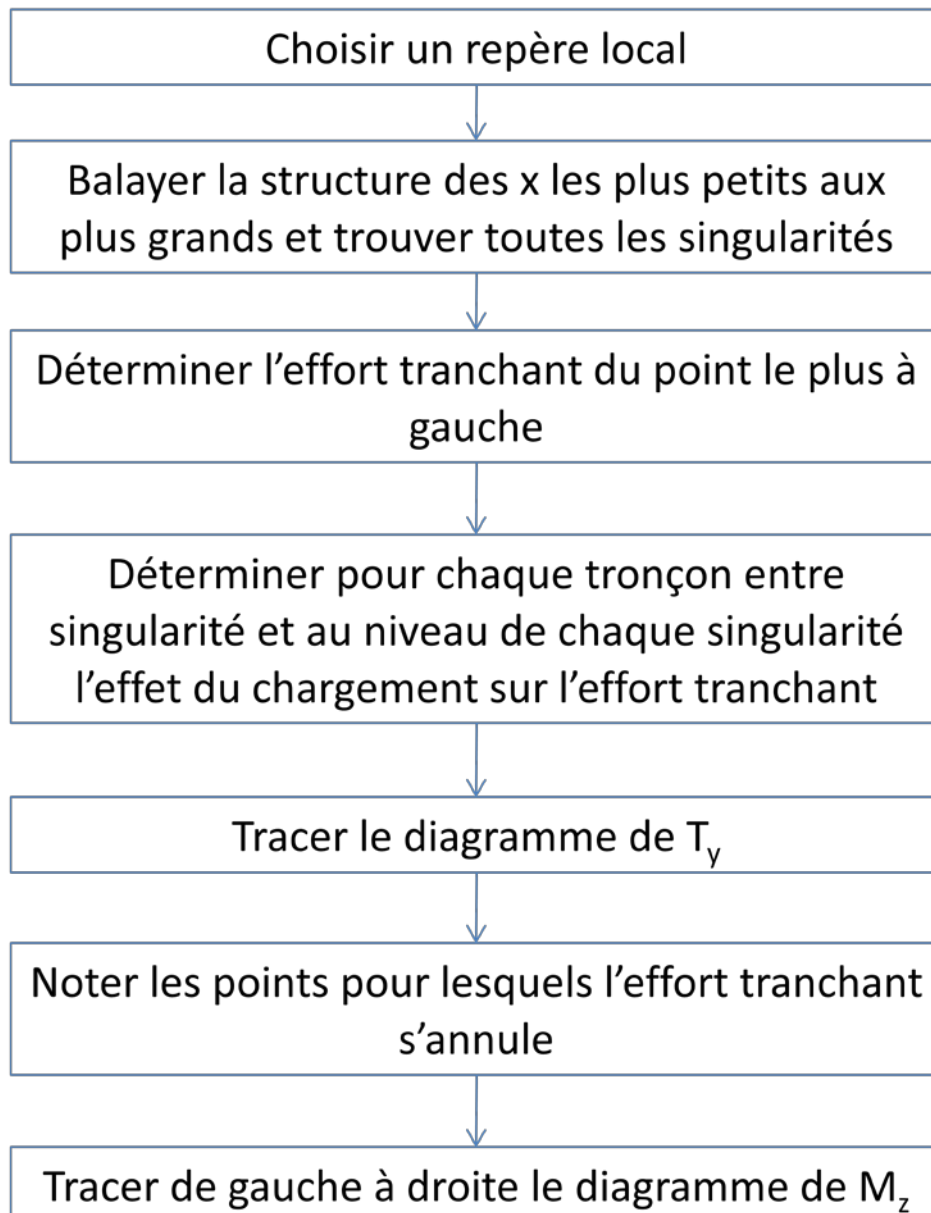 Choisir un repère local
Balayer la structure des x les plus petits aux
plus grands et trouver toutes les singularités
Déterminer l’effort tranchant du point le plus à
gauche
Déterminer pour chaque tronçon entre
singularité et au niveau de chaque singularité
l’effet du chargement sur l’effort tranchant
Tracer le diagramme de Ty
Noter les points pour lesquels l’effort tranchant
s’annule
Tracer de gauche à droite le diagramme de Mz